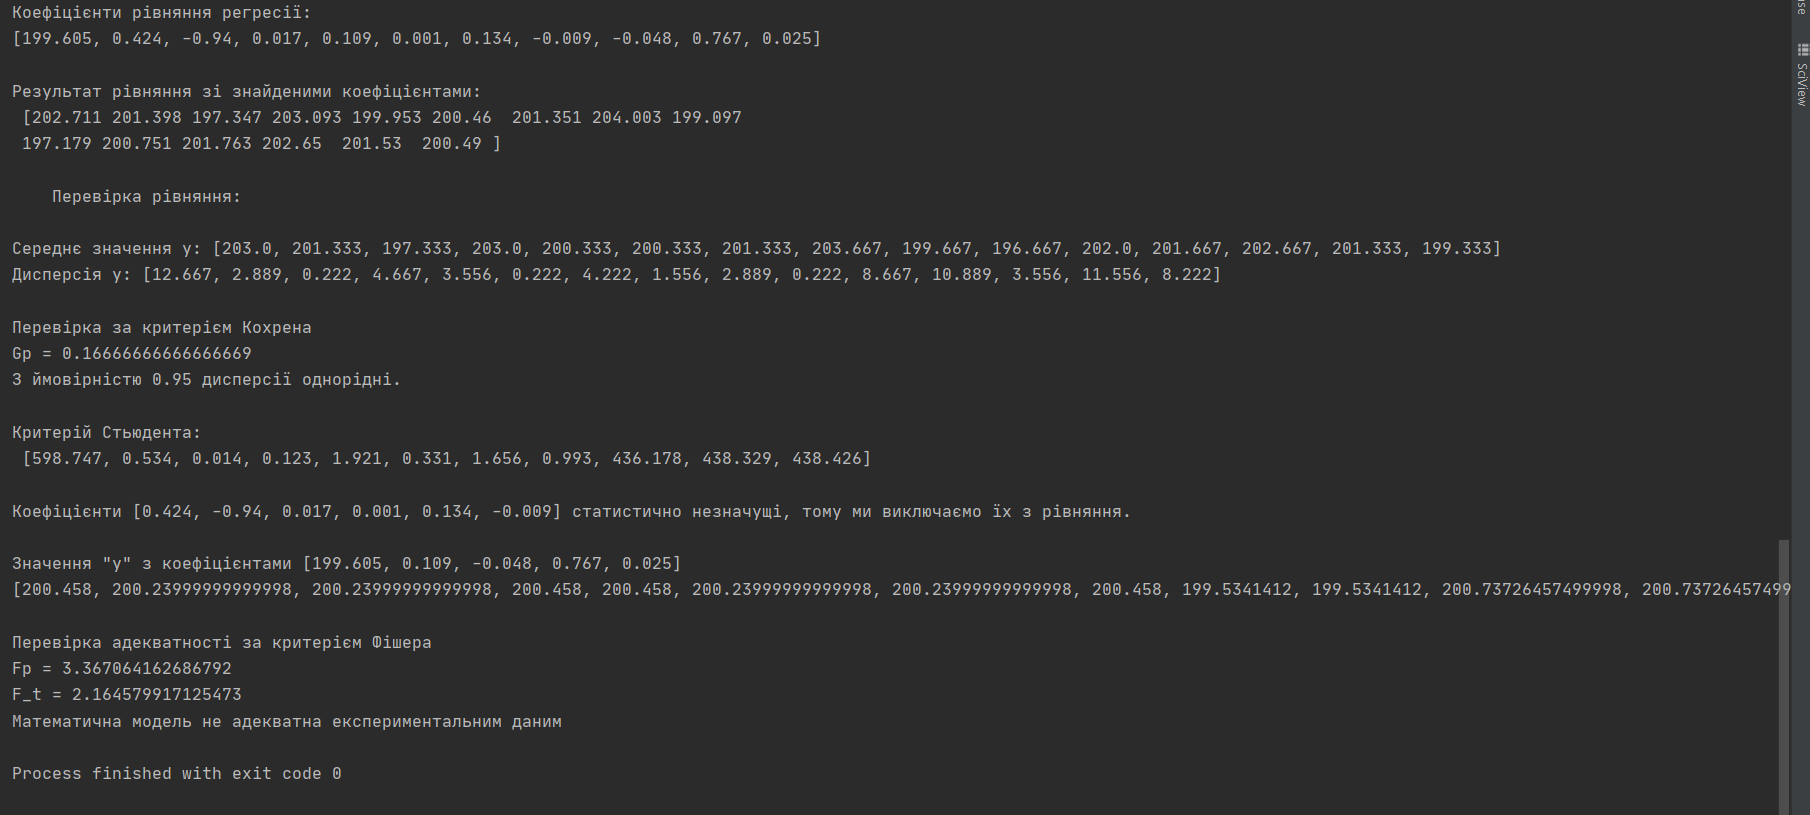 Коефіцієнти рівняння регресії:
[199.605, 0.424, -0.94, 0.017, 0.109, 0.001, 0.134, -0.009, -0.048, 0.767, 0.025]
Результат рівняння зі знайденими коефіцієнтами:
[202.711 201.398 197.347 203.093 199.953 200.46  201.351 204.003 199.097
197.179 200.751 201.763 202.65  201.53  200.49 ]
Перевірка рівняння:
Середнє значення y: [203.0, 201.333, 197.333, 203.0, 200.333, 200.333, 201.333, 203.667, 199.667, 196.667, 202.0, 201.667, 202.667, 201.333, 199.333]
Дисперсія y: [12.667, 2.889, 0.222, 4.667, 3.556, 0.222, 4.222, 1.556, 2.889, 0.222, 8.667, 10.889, 3.556, 11.556, 8.222]
Перевірка за критерієм Кохрена
Gp = 0.16666666666666669
З ймовірністю 0.95 дисперсії однорідні.
Критерій Стьюдента:
[598.747, 0.534, 0.014, 0.123, 1.921, 0.331, 1.656, 0.993, 436.178, 438.329, 438.426]
Коефіцієнти [0.424, -0.94, 0.017, 0.001, 0.134, -0.009] статистично незначущі, тому ми виключаємо їх з рівняння.
Значення "y" з коефіцієнтами [199.605, 0.109, -0.048, 0.767, 0.025]
[200.458, 200.23999999999998, 200.23999999999998, 200.458, 200.458, 200.23999999999998, 200.23999999999998, 200.458, 199.5341412, 199.5341412, 200.73726457499998, 200.73726457499
Перевірка адекватності за критерієм Фішера
Fp = 3.367064162686792
F_t = 2.164579917125473
Математична модель не адекватна експериментальним даним
Process finished with exit code 0
SciView